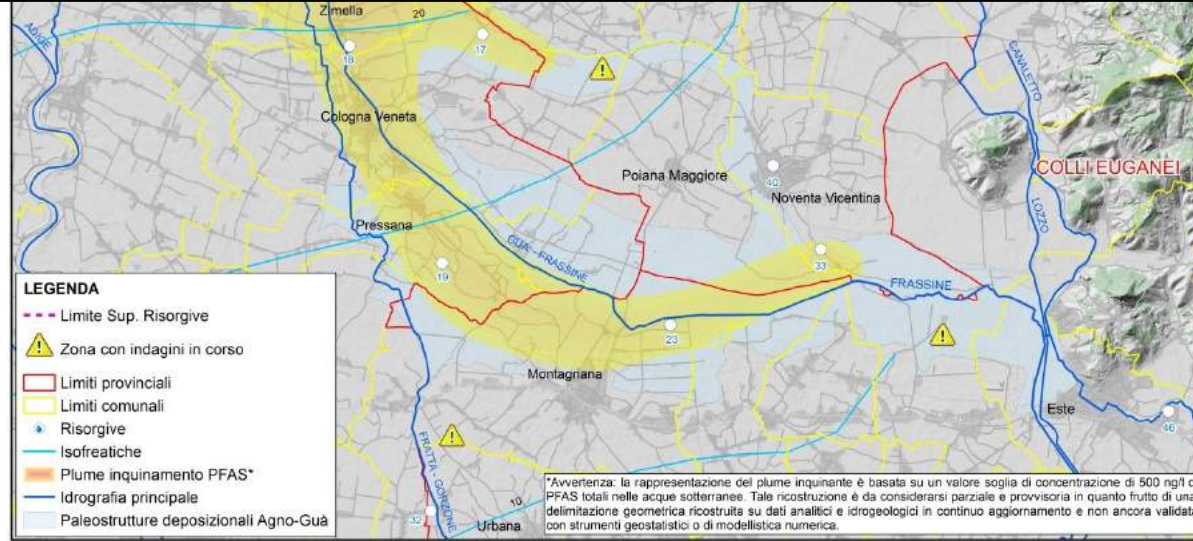 Zimella
20
17
18
ADIGE
Cologna Veneta
CANALETTO
COLLI EUGANEI
Poiana Maggiore
40
Noventa Vicentina
LOZZO
Pressana
GUA' - FRASSINE
19
33
FRASSINE
23
Montagnana
Este
46
FRATTA - GORZONE
10
32
Urbana
LEGENDA
Limite Sup. Risorgive
Zona con indagini in corso
Limiti provinciali
Limiti comunali
Risorgive
Isofreatiche
Plume inquinamento PFAS*
Idrografia principale
Paleostrutture deposizionali Agno-Guà
*Avvertenza: la rappresentazione del plume inquinante è basata su un valore soglia di concentrazione di 500 ng/l d
PFAS totali nelle acque sotterranee. Tale ricostruzione è da considerarsi parziale e provvisoria in quanto frutto di una
delimitazione geometrica ricostruita su dati analitici e idrogeologici in continuo aggiornamento e non ancora validata
con strumenti geostatistici o di modellistica numerica.